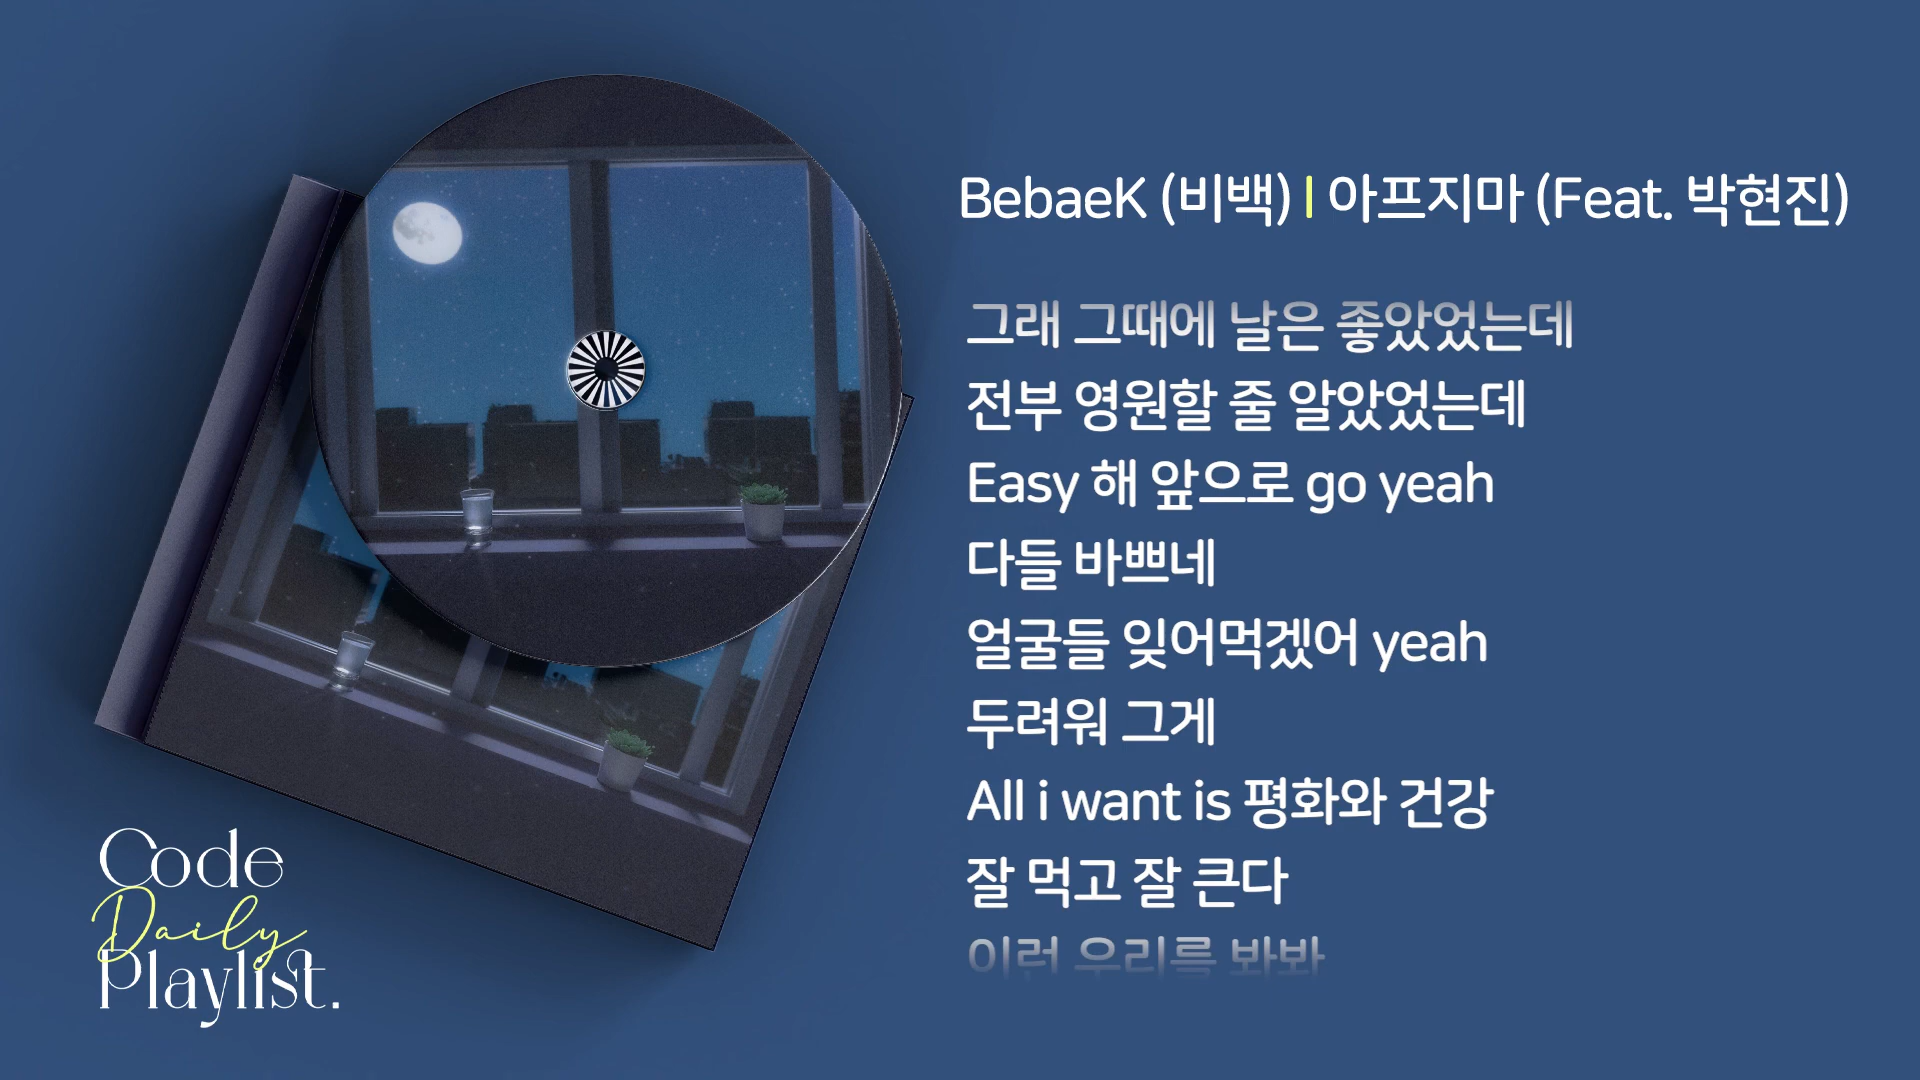 BebaeK (비백) | 아프지마 (Feat. 박현진)
그래 그때에 날은 좋았었는데
전부 영원할 줄 알았었는데
Easy 해 앞으로 go yeah
다들 바쁘네
얼굴들 잊어먹겠어 yeah
두려워 그게
All i want is 평화와 건강
잘 먹고 잘 큰다
이런 우리를 봐봐
Code
Daily
Playlist.